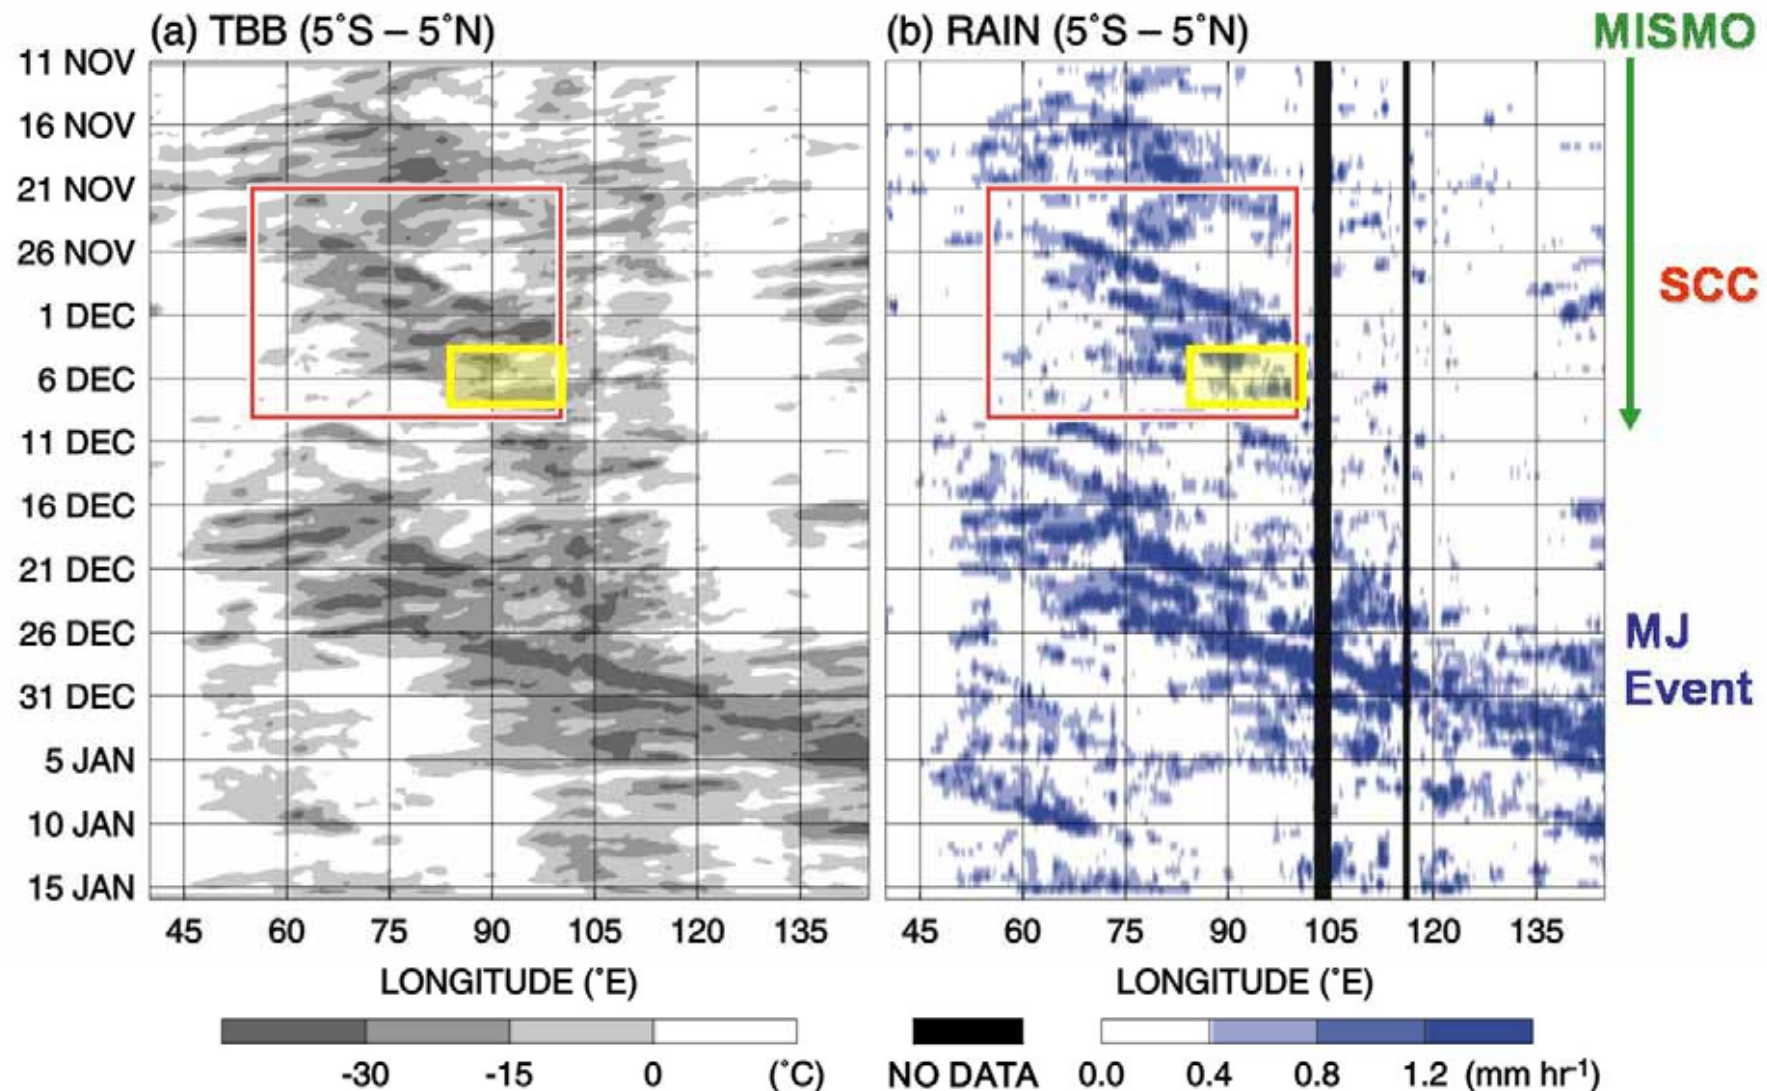 (a) TBB (5°S – 5°N)
(b) RAIN (5°S – 5°N)
MISMO
11 NOV
16 NOV
21 NOV
26 NOV
1 DEC
6 DEC
11 DEC
16 DEC
21 DEC
26 DEC
31 DEC
5 JAN
10 JAN
15 JAN
SCC
MJ
Event
45 60 75 90 105 120 135
45 60 75 90 105 120 135
LONGITUDE (°E)
LONGITUDE (°E)
-30 -15 0 (°C)
NO DATA
0.0 0.4 0.8 1.2 (mm hr⁻¹)